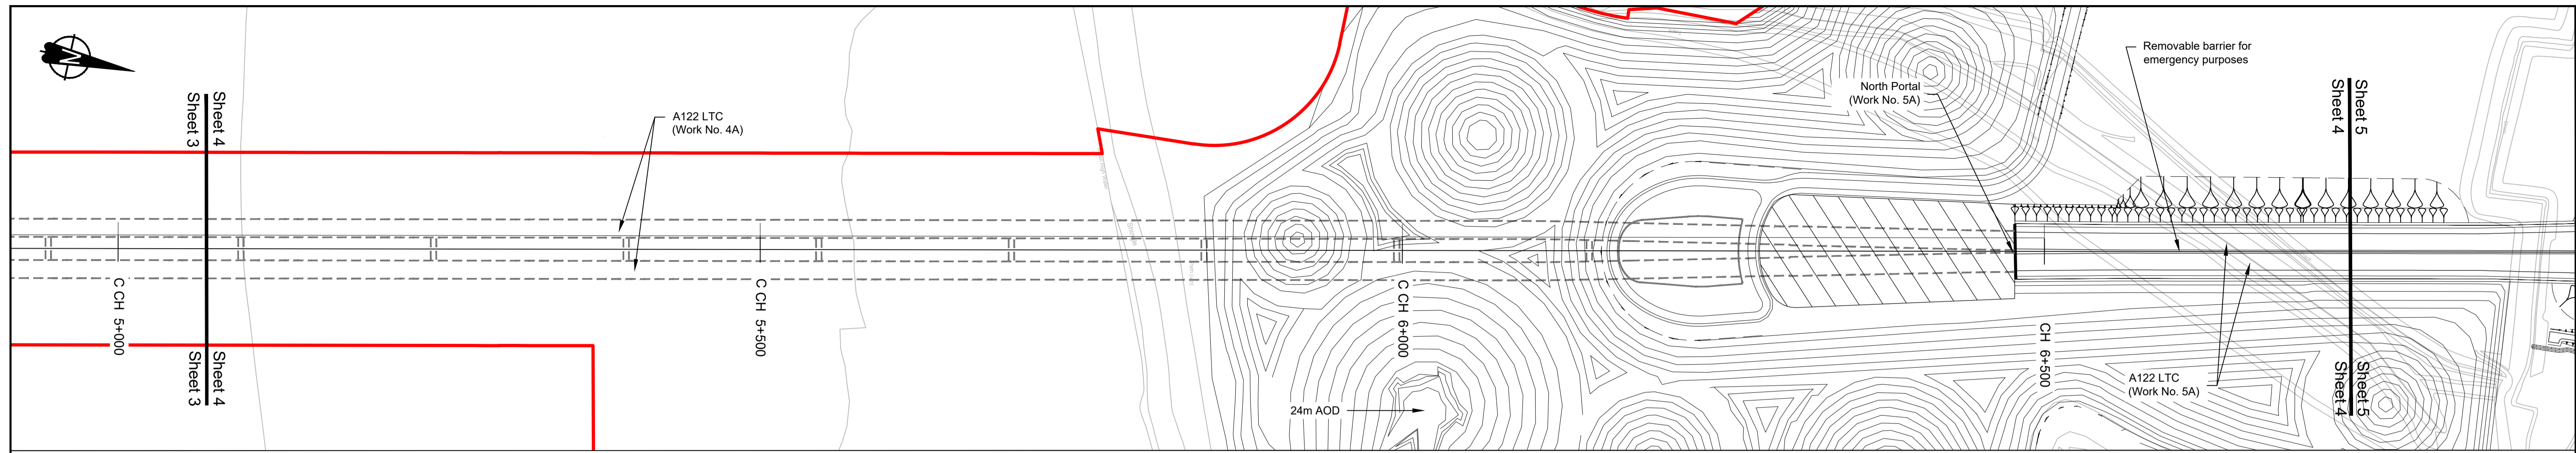 N
Sheet 3
Sheet 4
A122 LTC
(Work No. 4A)
North Portal
(Work No. 5A)
Removable barrier for
emergency purposes
Sheet 4
Sheet 5
C CH 5+000
C CH 5+500
C CH 6+000
CH 6+500
Sheet 3
Sheet 4
24m AOD
A122 LTC
(Work No. 5A)
Sheet 4
Sheet 5